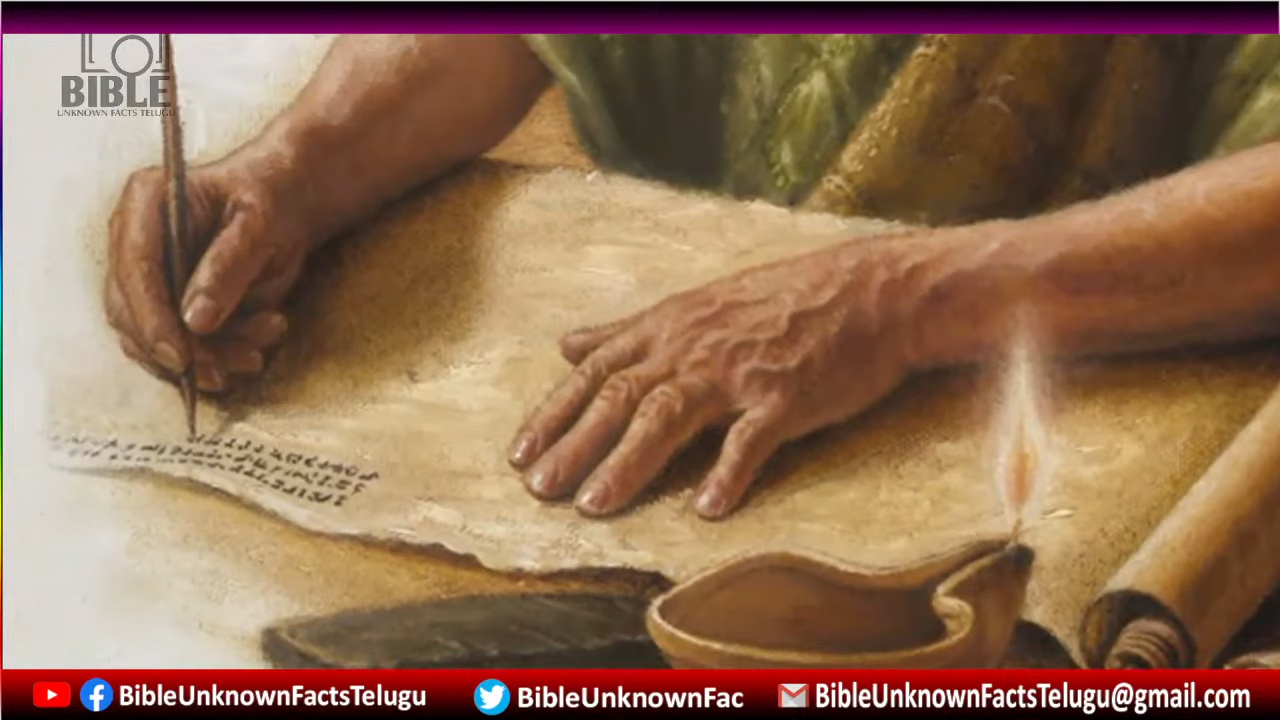 BIBLE
UNKNOWN FACTS TELUGU
BibleUnknownFactsTelugu
BibleUnknownFac
BibleUnknownFactsTelugu@gmail.com